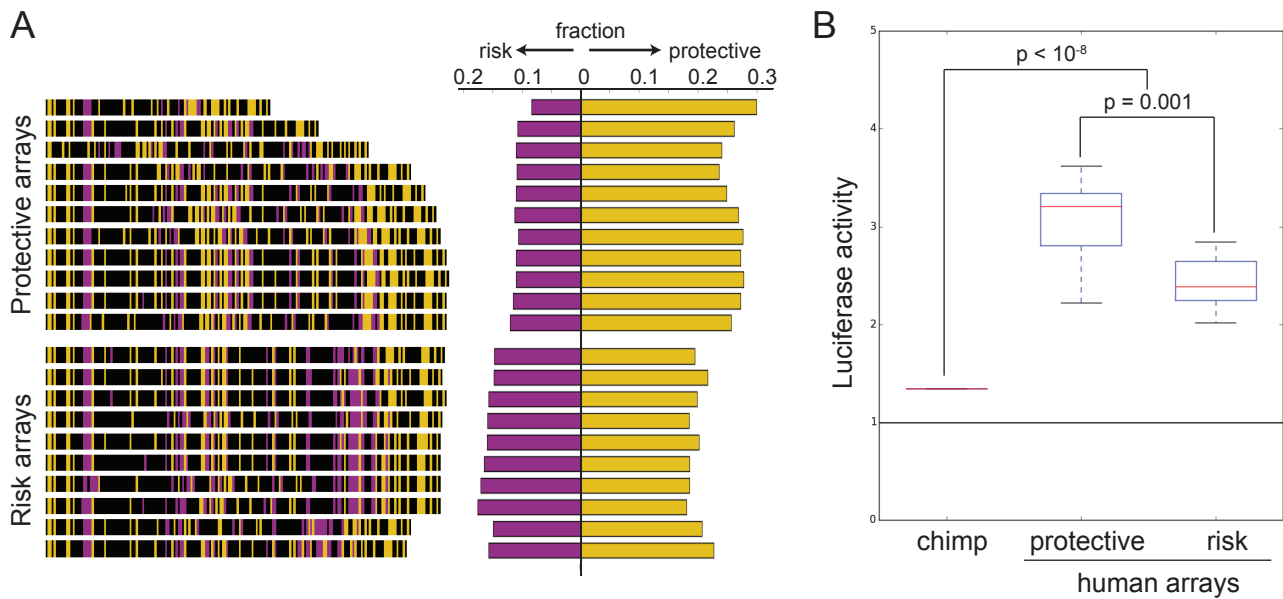 A
fraction
risk
protective
0.2 0.1 0 0.1 0.2 0.3
Protective arrays
Risk arrays
B
5
4
3
2
1
0
Luciferase activity
p < 10-8
p = 0.001
chimp protective risk
human arrays